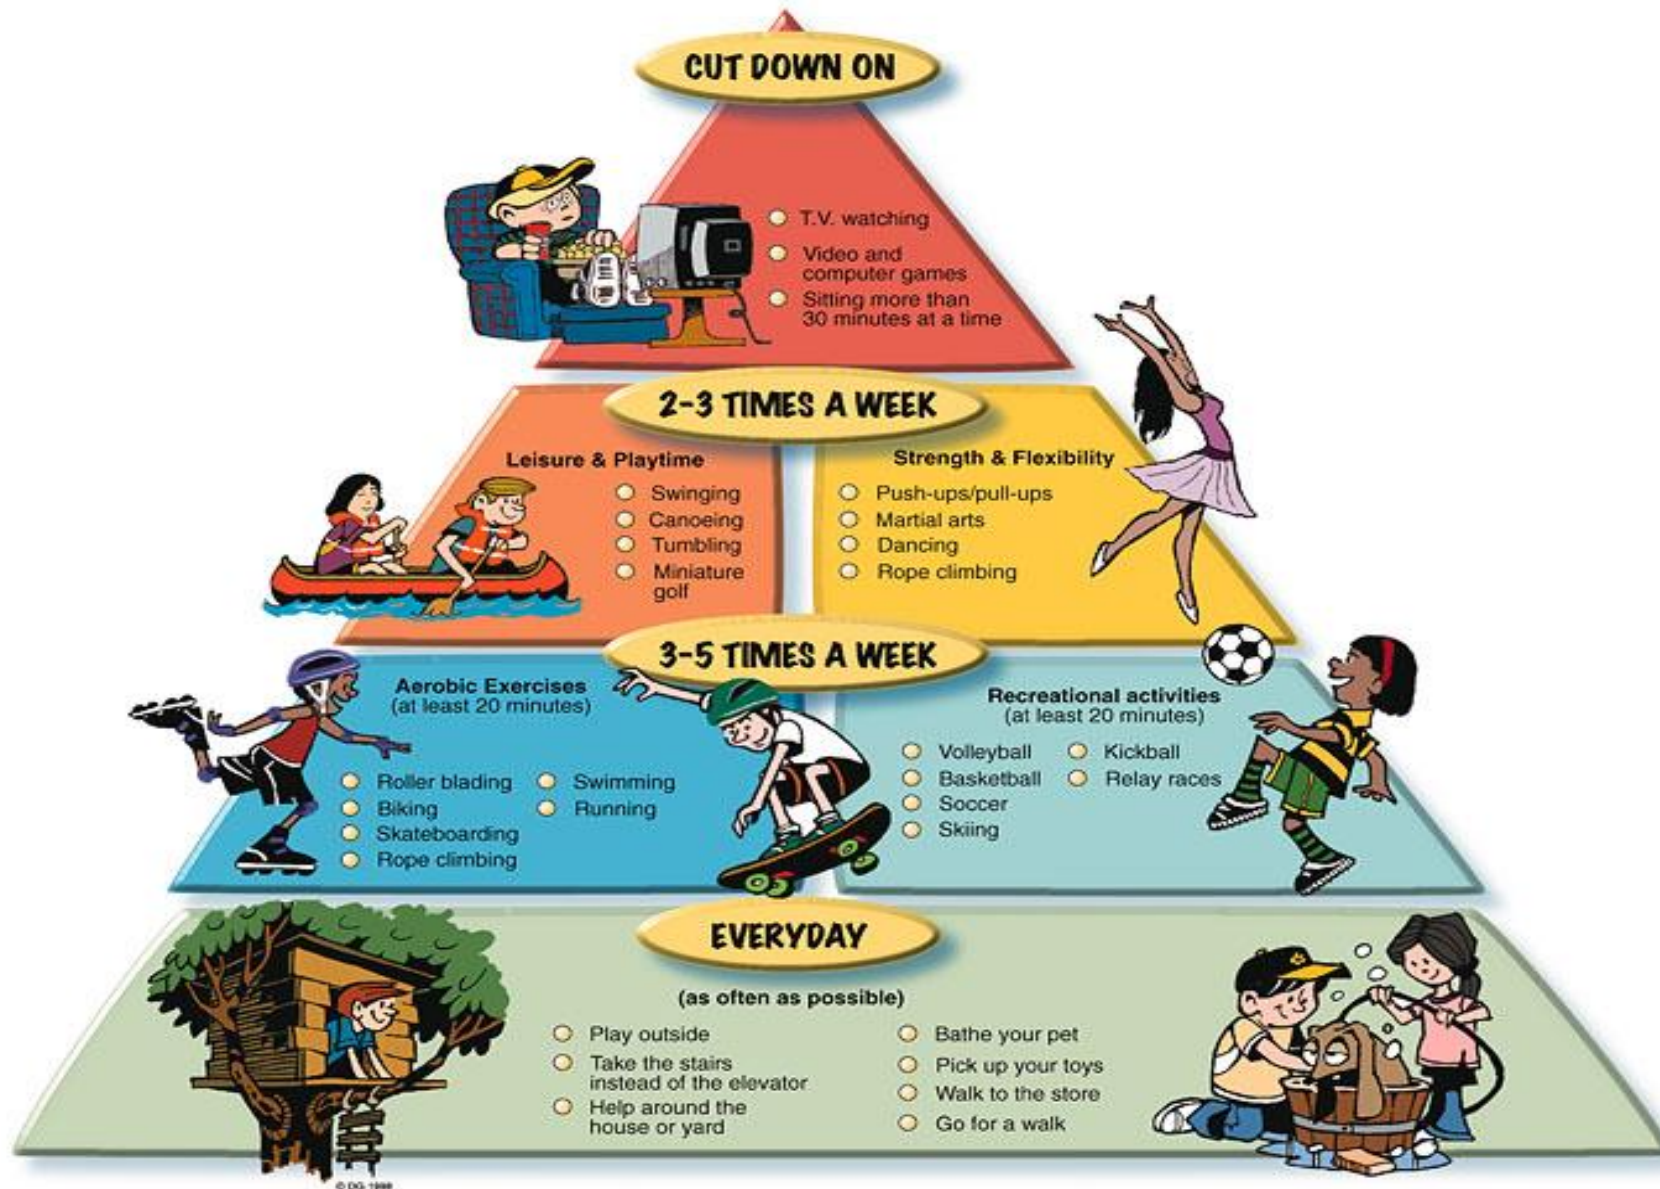 CUT DOWN ON
T.V. watching
Video and
computer games
Sitting more than
30 minutes at a time
2-3 TIMES A WEEK
Leisure & Playtime
Swinging
Canoeing
Tumbling
Miniature
golf
Strength & Flexibility
Push-ups/pull-ups
Martial arts
Dancing
Rope climbing
3-5 TIMES A WEEK
Aerobic Exercises
(at least 20 minutes)
Roller blading
Biking
Skateboarding
Rope climbing
Swimming
Running
Recreational activities
(at least 20 minutes)
Volleyball
Basketball
Soccer
Skiing
Kickball
Relay races
EVERYDAY
(as often as possible)
Play outside
Take the stairs
instead of the elevator
Help around the
house or yard
Bathe your pet
Pick up your toys
Walk to the store
Go for a walk
© DG 1998